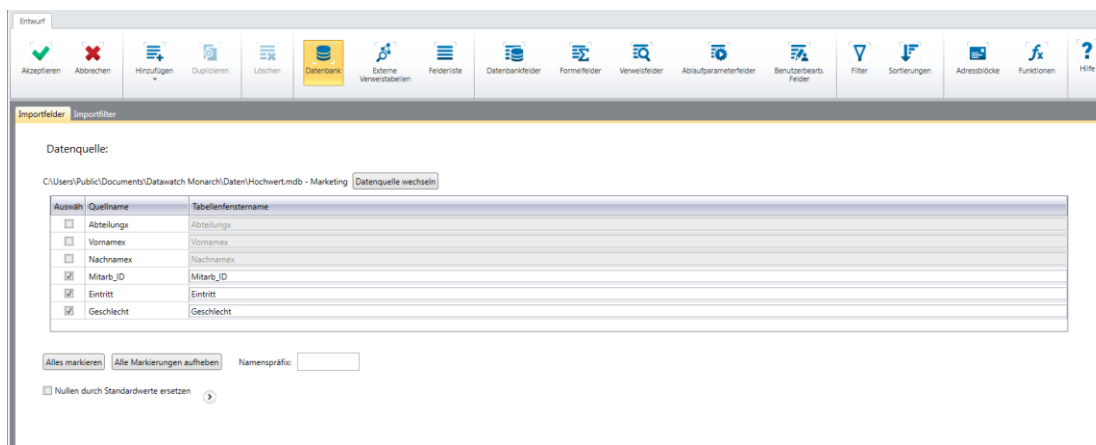 Entwurf
Akzeptieren
Abbrechen
Hinzufügen
Duplizieren
Löschen
Datenbank
Externe Verweistabellen
Felderliste
Datenbankfelder
Formelfelder
Verweisfelder
Ablaufparameterfelder
Benutzerbearb. Felder
Filter
Sortierungen
Adressblöcke
Funktionen
Hilfe
Importfelder Importfilter
Datenquelle:
C:\Users\Public\Documents\Datawatch Monarch\Daten\Hochwert.mdb - Marketing Datenquelle wechseln
Auswäh Quellname Tabellenfenstername
Abteilungx Abteilungx
Vornamex Vornamex
Nachnamex Nachnamex
Mitarb_ID Mitarb_ID
Eintritt Eintritt
Geschlecht Geschlecht
Alles markieren Alle Markierungen aufheben Namenspräfix:
Nullen durch Standardwerte ersetzen